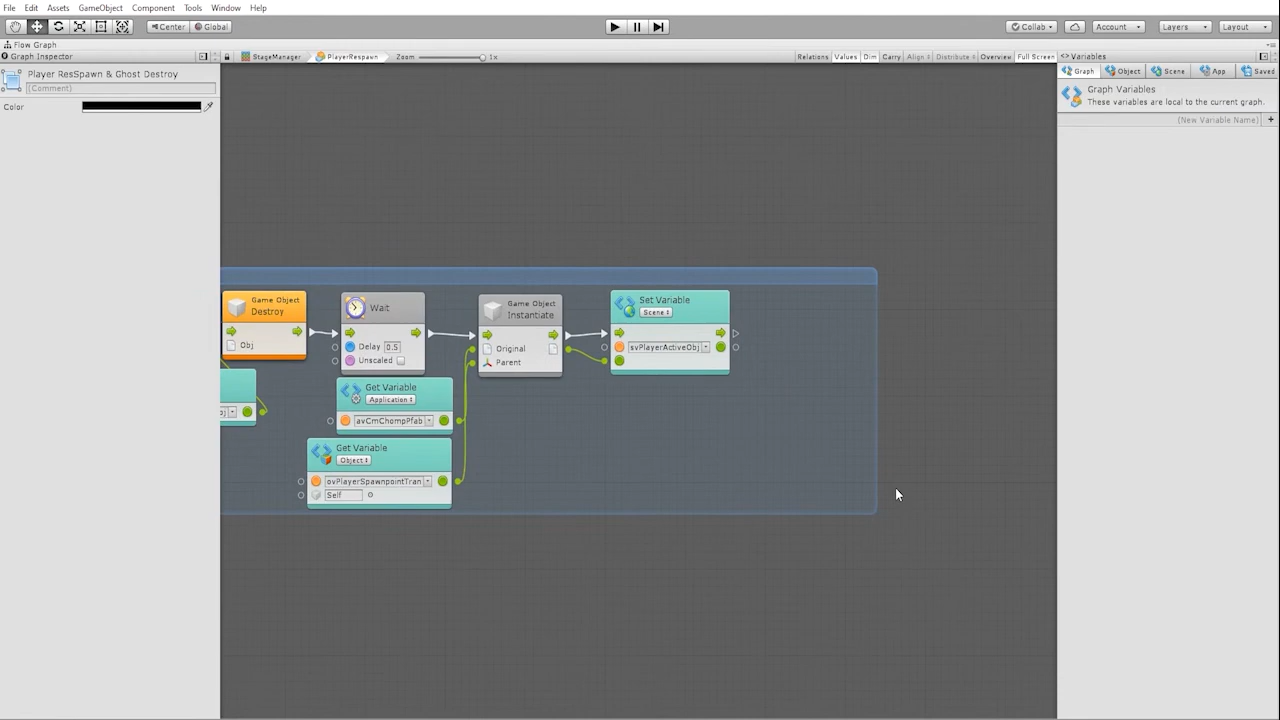 File Edit Assets GameObject Component Tools Window Help
Center Global Collab Account Layers Layout
Flow Graph
Graph Inspector StageManager PlayerRespawn Zoom 1x Relations Values Dim Carry Align Distribute Overview Full Screen Variables
Player ResSpawn & Ghost Destroy
(Comment)
Color
Graph Object Scene App Saved
Graph Variables
These variables are local to the current graph.
(New Variable Name)
Game Object
Destroy
Obj
Wait
Delay 0.5
Unscaled
Game Object
Instantiate
Original
Parent
Set Variable
Scene
svPlayerActiveObj
Get Variable
Application
avCmChompPfab
Get Variable
Object
ovPlayerSpawnpointTran
Self